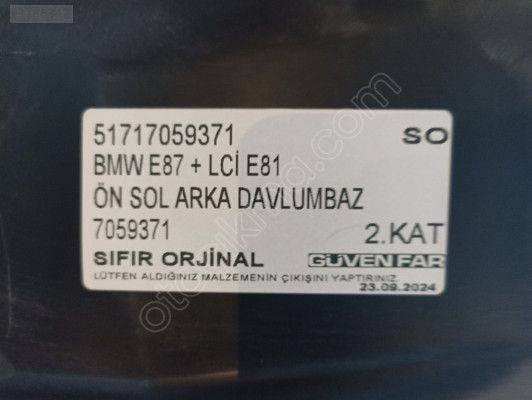 51717059371 SO
BMW E87 + LCİ E81
ÖN SOL ARKA DAVLUMBAZ
7059371 2.KAT
SIFIR ORJİNAL GÜVEN FAR
LÜTFEN ALDIĞINIZ MALZEMENİN ÇIKIŞINI YAPTIRINIZ.
23.09.2024